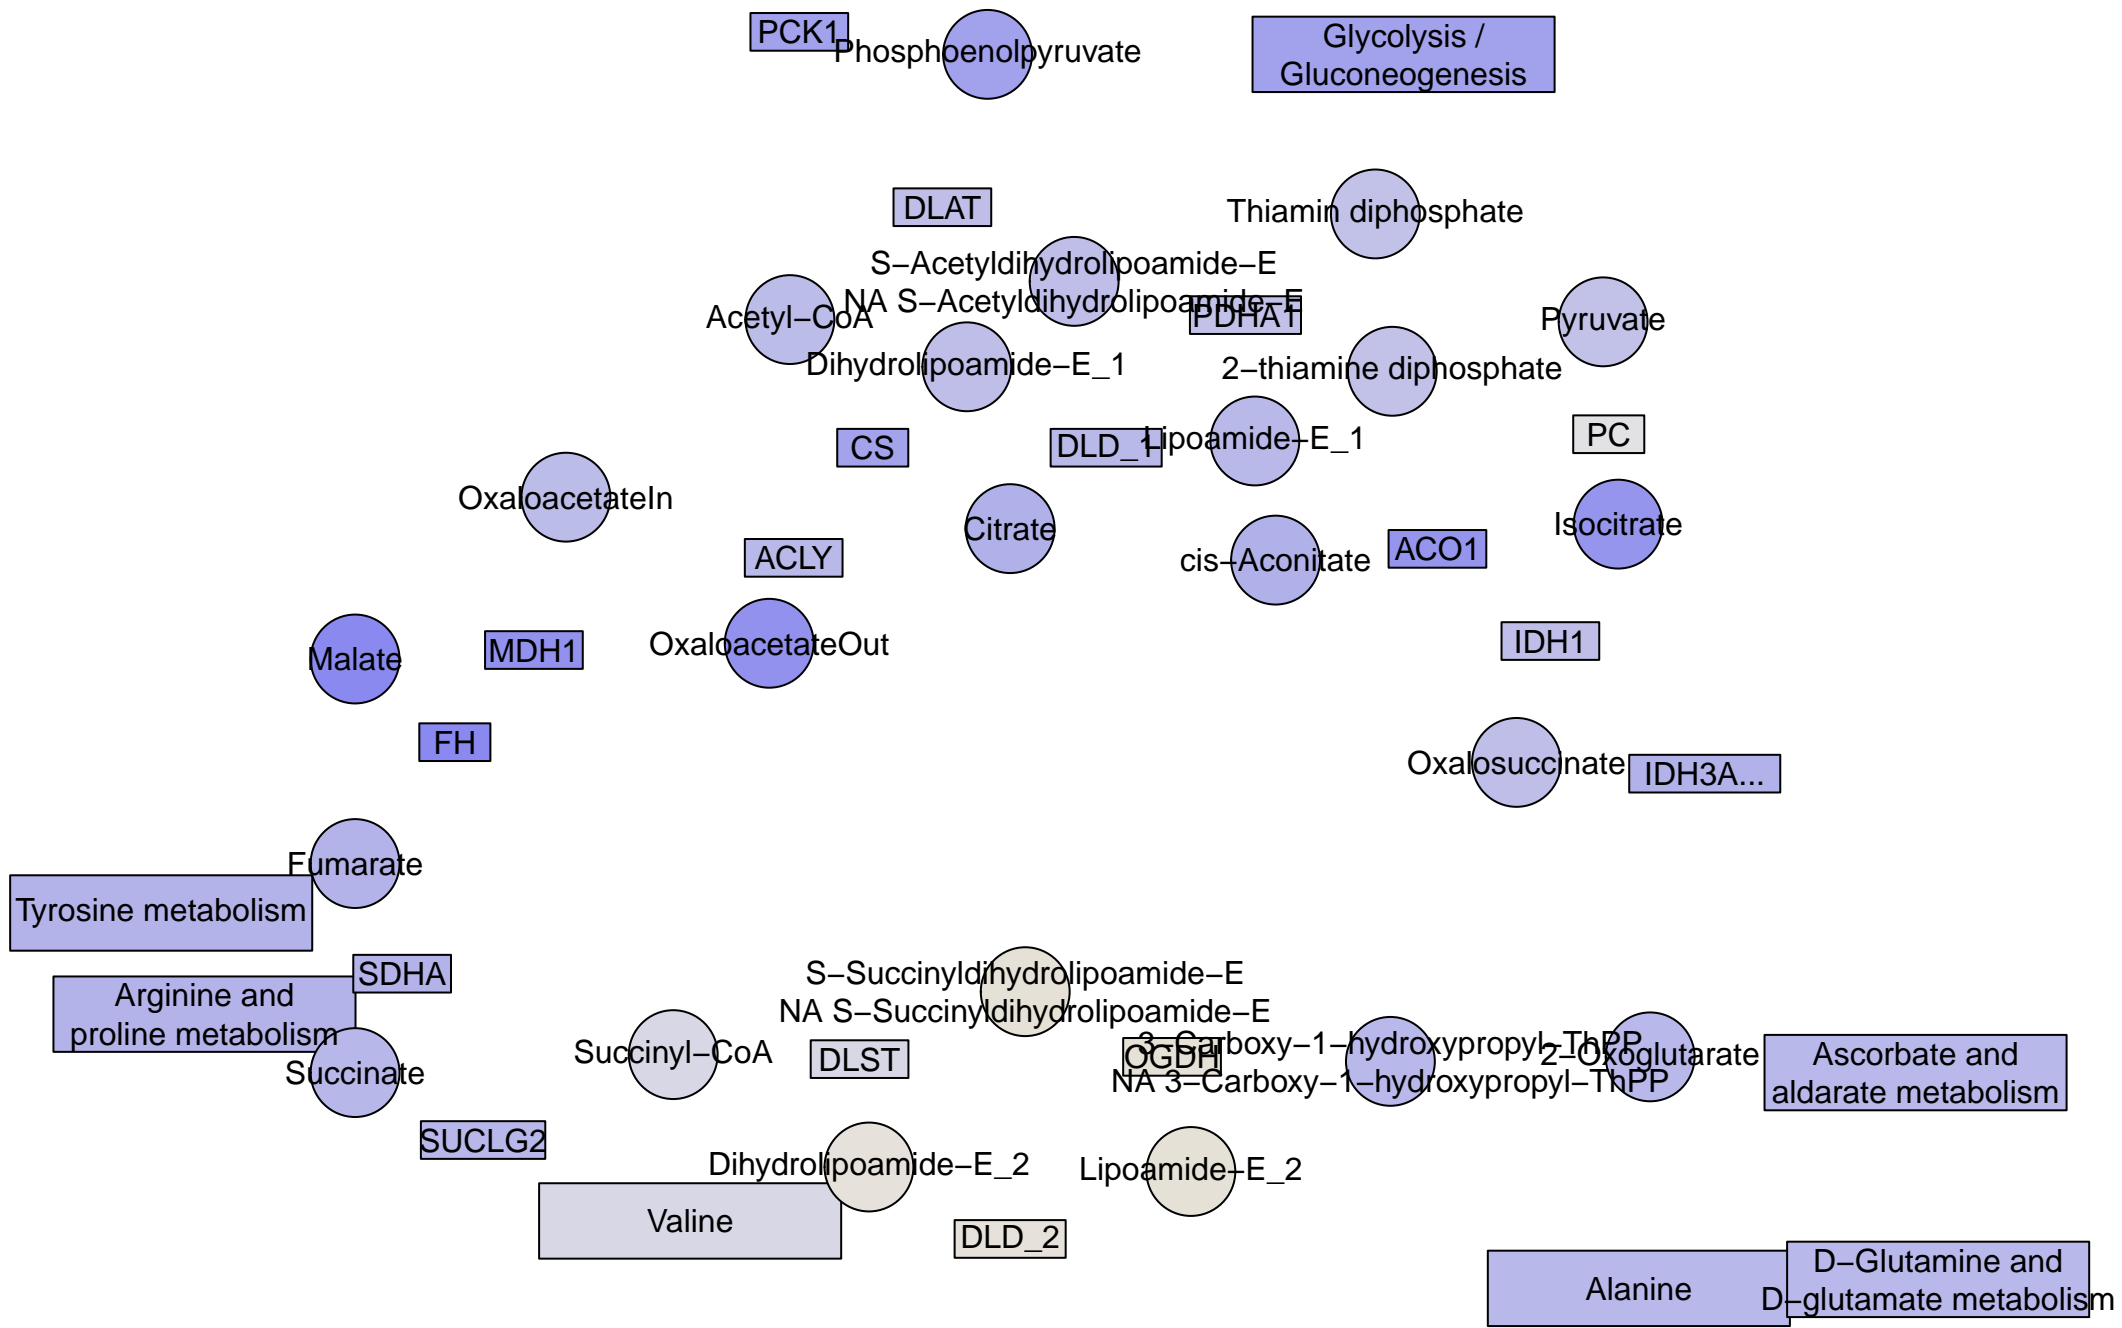 PCK1
Phosphoenolpyruvate
Glycolysis /
Gluconeogenesis
DLAT
Thiamin diphosphate
S−Acetyldihydrolipoamide−E
NA S−Acetyldihydrolipoamide−E
Acetyl−CoA
PDHA1
Pyruvate
Dihydrolipoamide−E_1
2−thiamine diphosphate
CS
DLD_1
Lipoamide−E_1
PC
OxaloacetateIn
Citrate
Isocitrate
ACLY
cis−Aconitate
ACO1
Malate
MDH1
OxaloacetateOut
IDH1
FH
Oxalosuccinate
IDH3A...
Fumarate
Tyrosine metabolism
SDHA
Arginine and
proline metabolism
S−Succinyldihydrolipoamide−E
NA S−Succinyldihydrolipoamide−E
Succinate
Succinyl−CoA
DLST
OGDH
3−Carboxy−1−hydroxypropyl−ThPP
NA 3−Carboxy−1−hydroxypropyl−ThPP
2−Oxoglutarate
Ascorbate and
aldarate metabolism
SUCLG2
Dihydrolipoamide−E_2
Lipoamide−E_2
Valine
DLD_2
Alanine
D−Glutamine and
D−glutamate metabolism